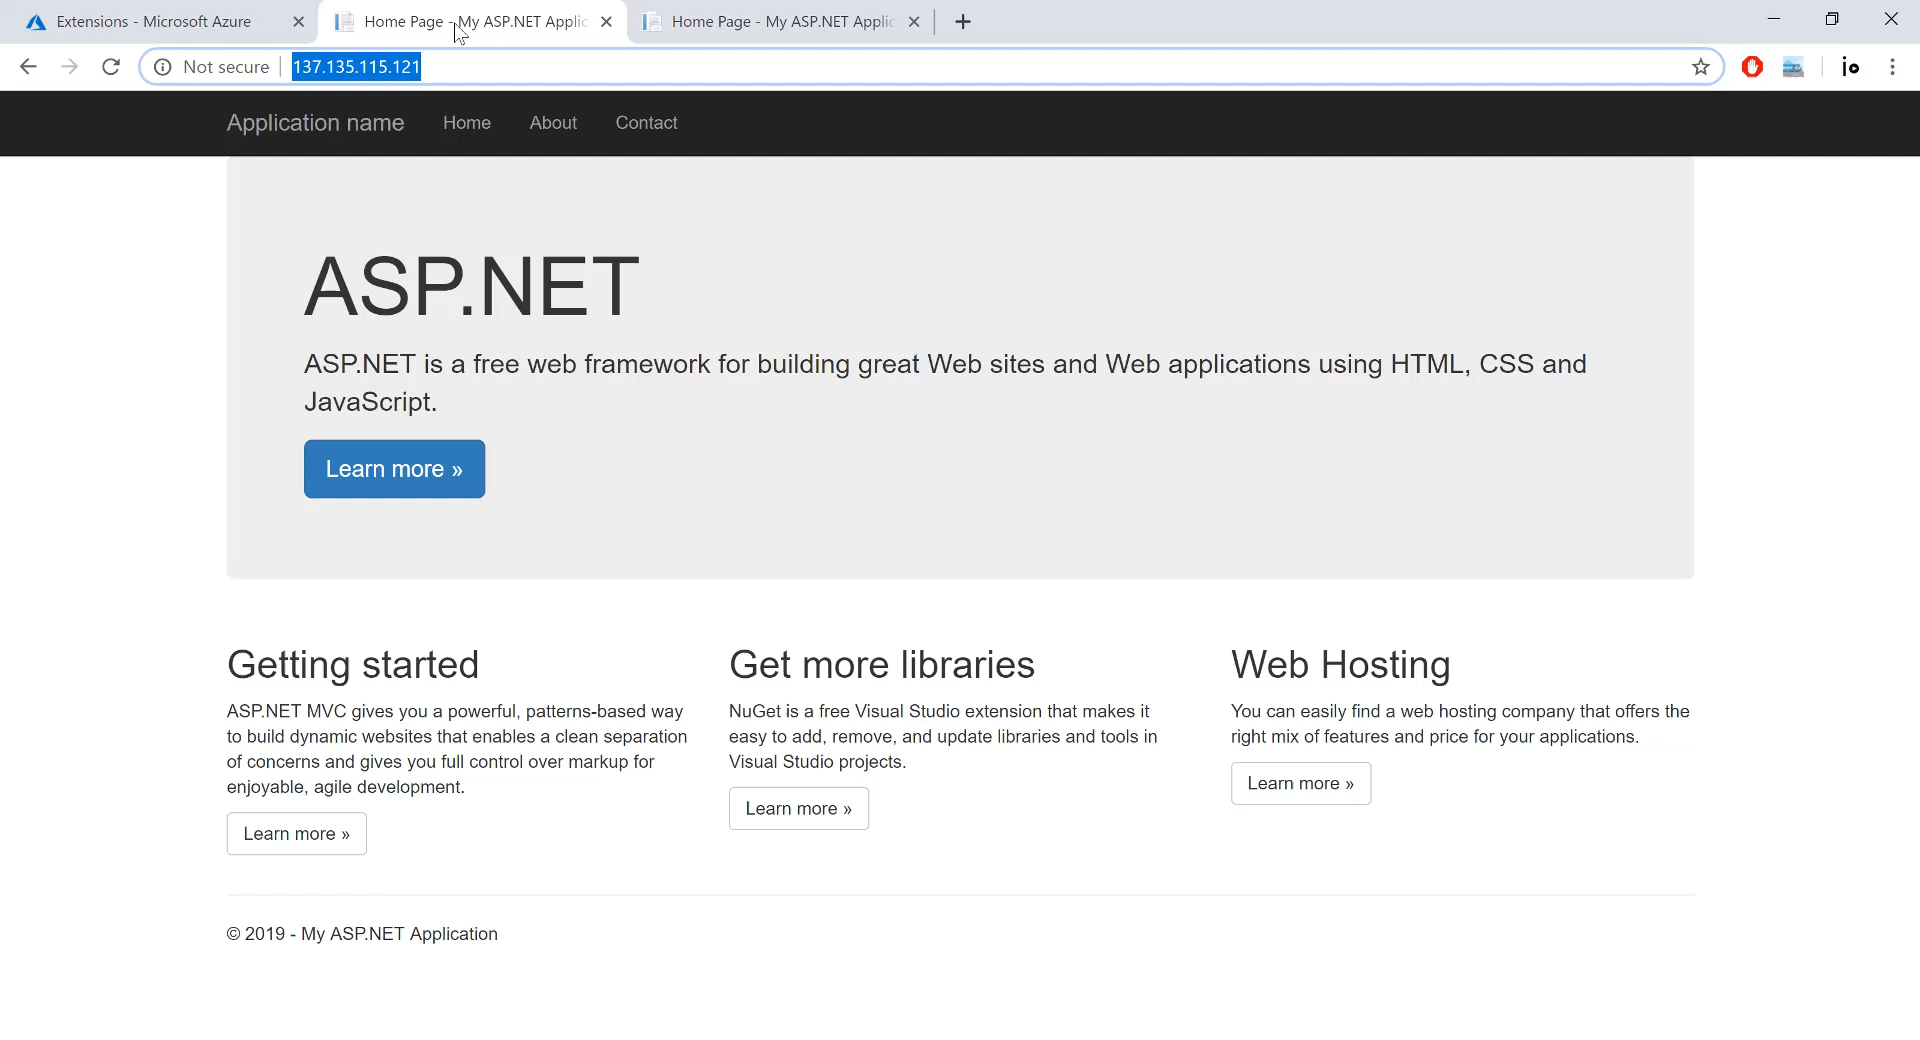 Extensions - Microsoft Azure
Home Page - My ASP.NET Applic
Home Page - My ASP.NET Applic
Not secure
137.135.115.121
Application name
Home
About
Contact
ASP.NET
ASP.NET is a free web framework for building great Web sites and Web applications using HTML, CSS and
JavaScript.
Learn more »
Getting started
ASP.NET MVC gives you a powerful, patterns-based way
to build dynamic websites that enables a clean separation
of concerns and gives you full control over markup for
enjoyable, agile development.
Learn more »
Get more libraries
NuGet is a free Visual Studio extension that makes it
easy to add, remove, and update libraries and tools in
Visual Studio projects.
Learn more »
Web Hosting
You can easily find a web hosting company that offers the
right mix of features and price for your applications.
Learn more »
© 2019 - My ASP.NET Application